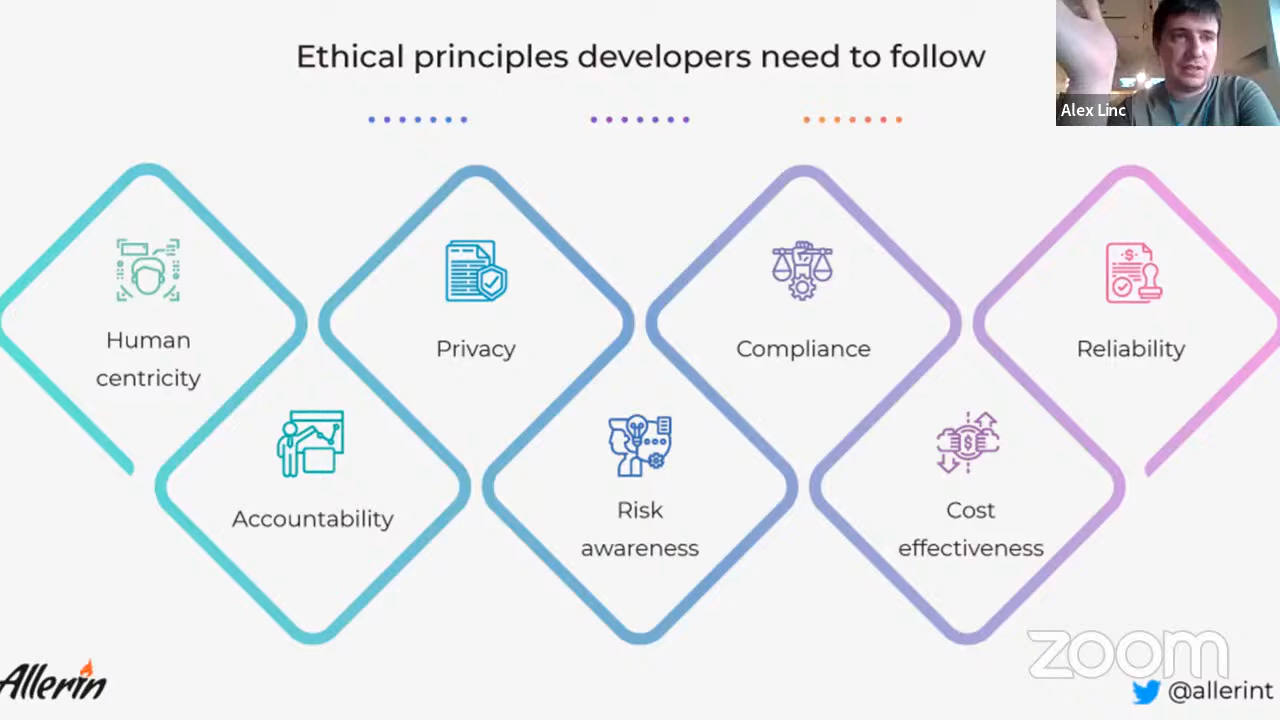 Ethical principles developers need to follow
Alex Linc
Human
centricity
Privacy
Compliance
Reliability
Accountability
Risk
awareness
Cost
effectiveness
zoom
Allerin
@allerint